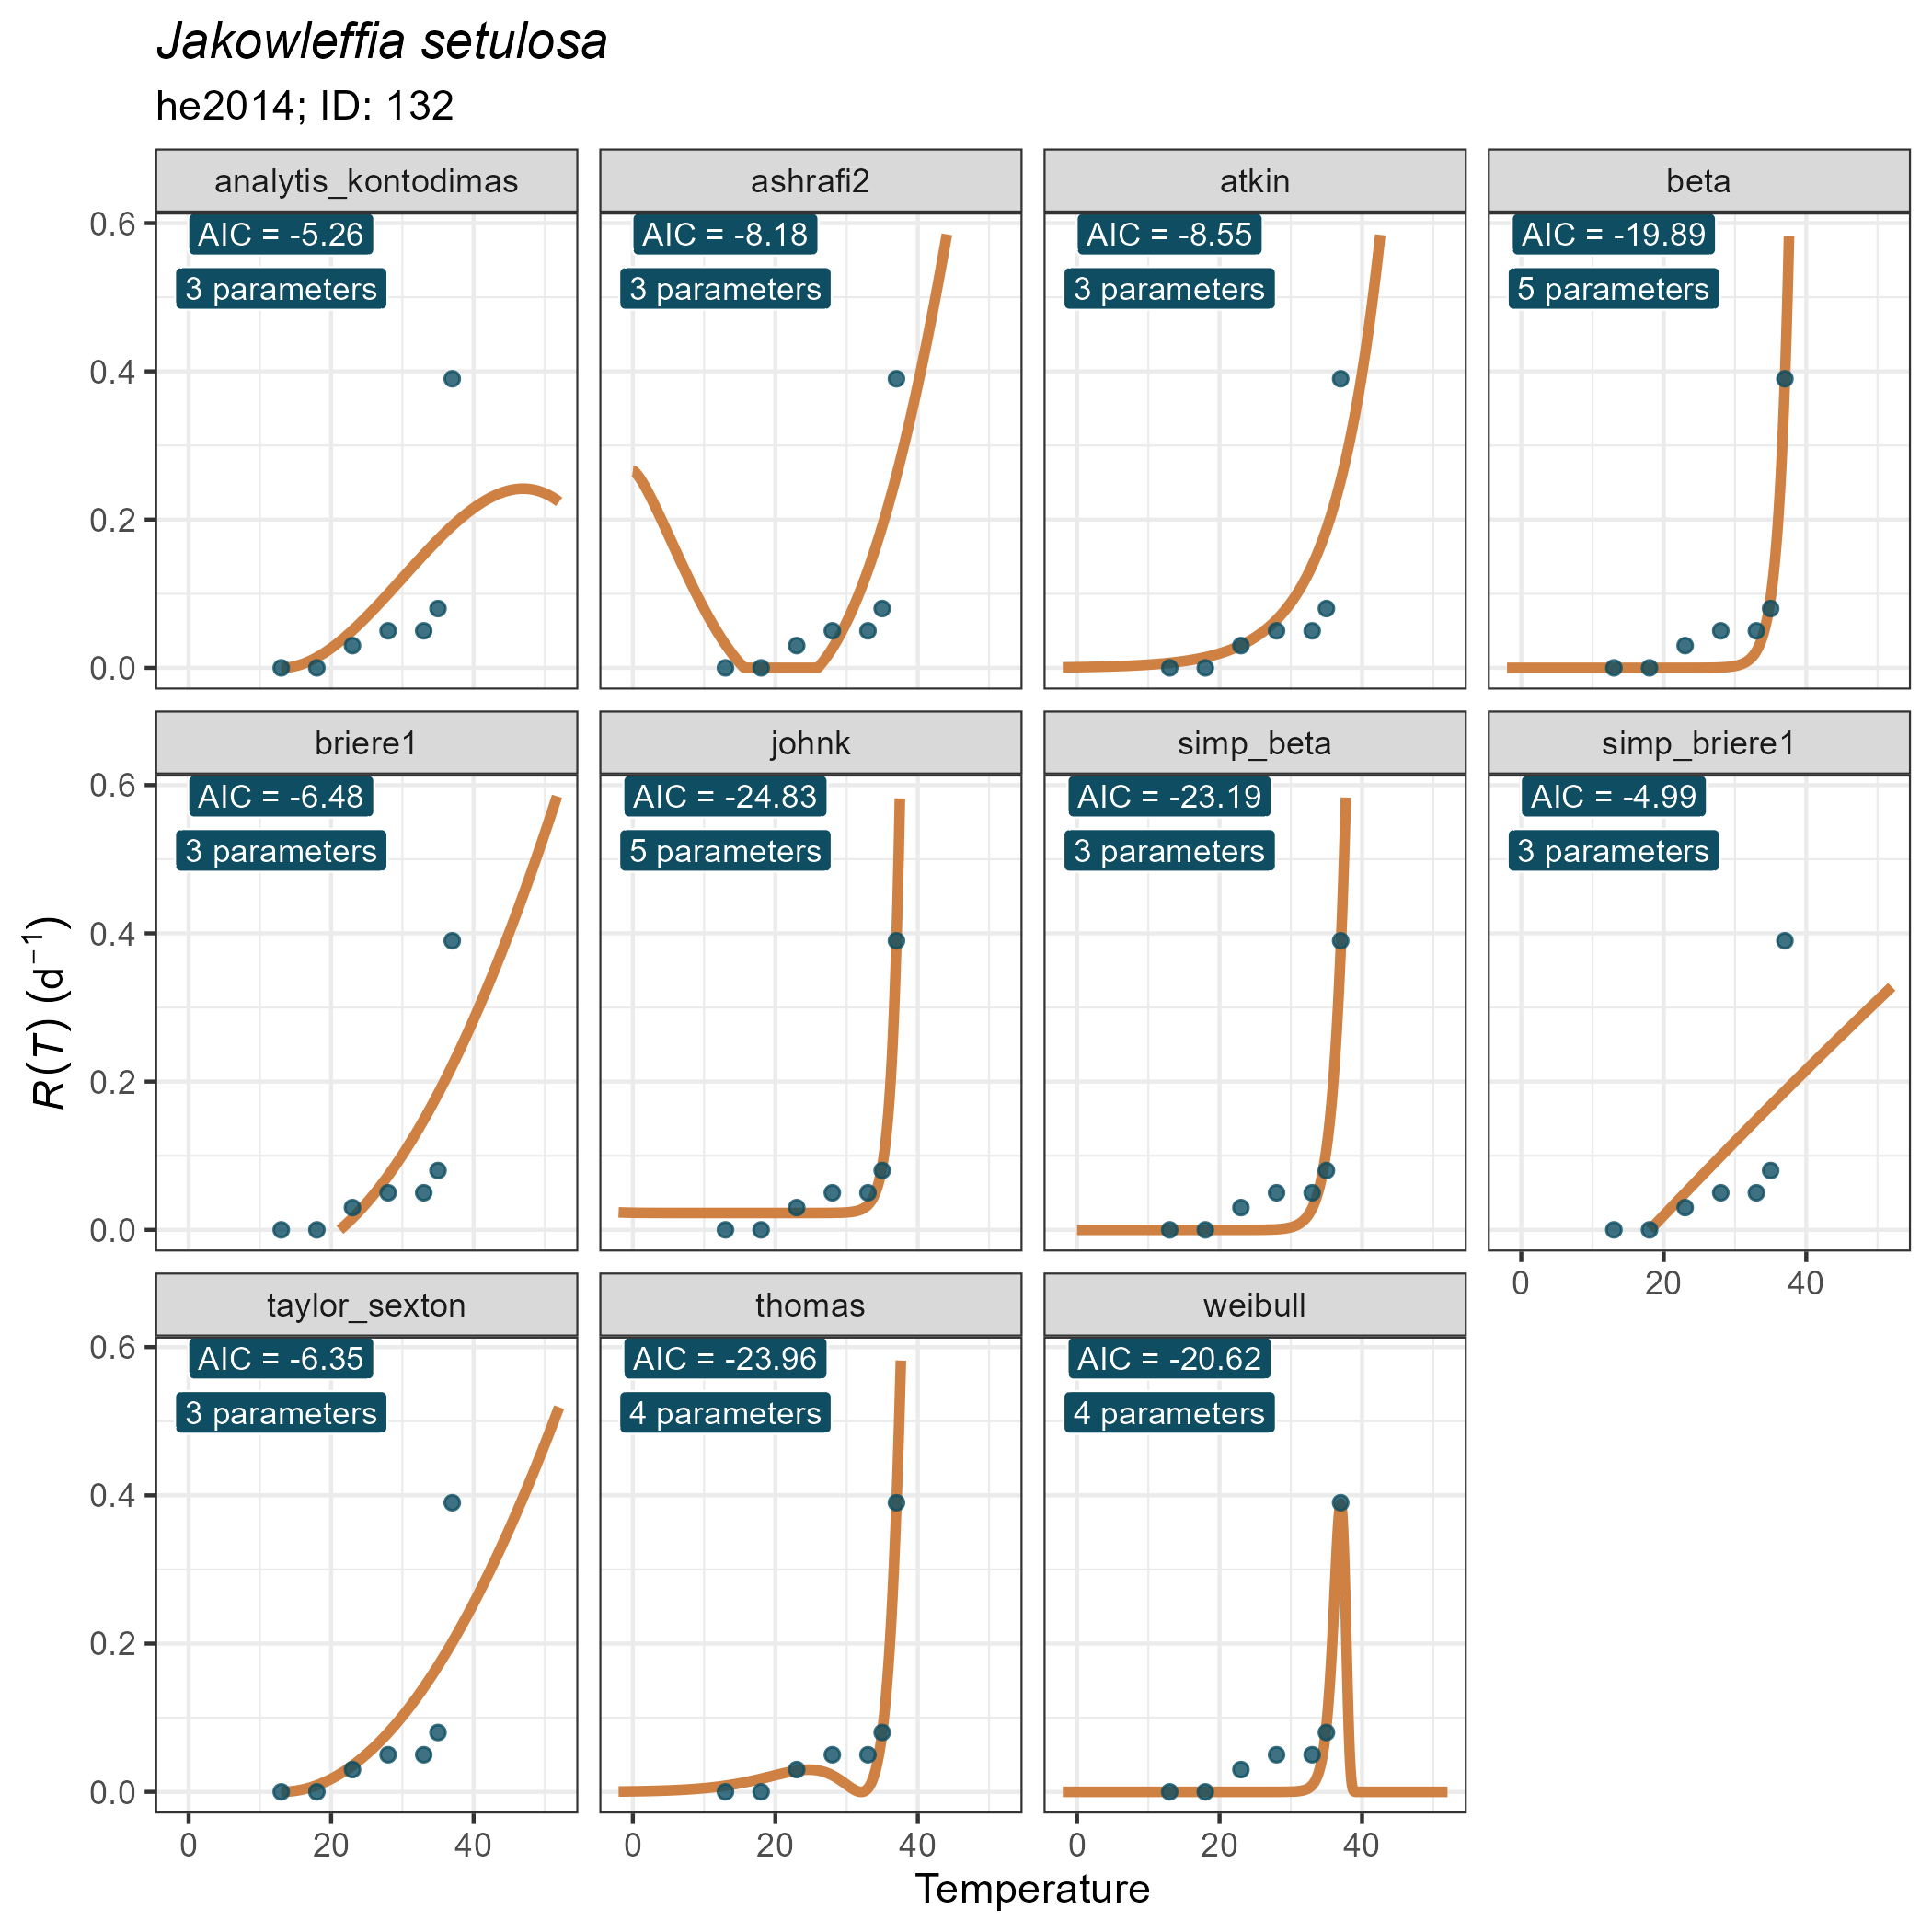 Jakowleffia setulosa
he2014; ID: 132
analytis_kontodimas
ashrafi2
atkin
beta
AIC = -5.26
3 parameters
AIC = -8.18
3 parameters
AIC = -8.55
3 parameters
AIC = -19.89
5 parameters
0.6
0.4
0.2
0.0
briere1
johnk
simp_beta
simp_briere1
AIC = -6.48
3 parameters
AIC = -24.83
5 parameters
AIC = -23.19
3 parameters
AIC = -4.99
3 parameters
0.6
0.4
0.2
0.0
0 20 40
R(T) (d⁻¹)
taylor_sexton
thomas
weibull
AIC = -6.35
3 parameters
AIC = -23.96
4 parameters
AIC = -20.62
4 parameters
0.6
0.4
0.2
0.0
0 20 40
0 20 40
0 20 40
Temperature